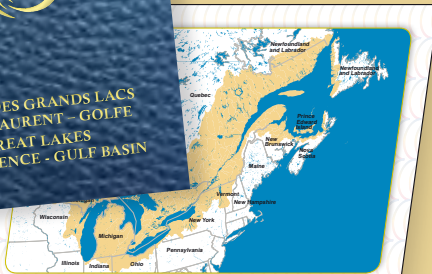 DES GRANDS LACS
AURENT – GOLFE
REAT LAKES
ENCE - GULF BASIN
Newfoundland
and Labrador
Newfoundland
and Labrador
Quebec
Prince
Edward
Island
New
Brunswick
Nova
Scotia
Maine
Vermont
New Hampshire
Wisconsin
New York
Michigan
Pennsylvania
Illinois
Indiana
Ohio